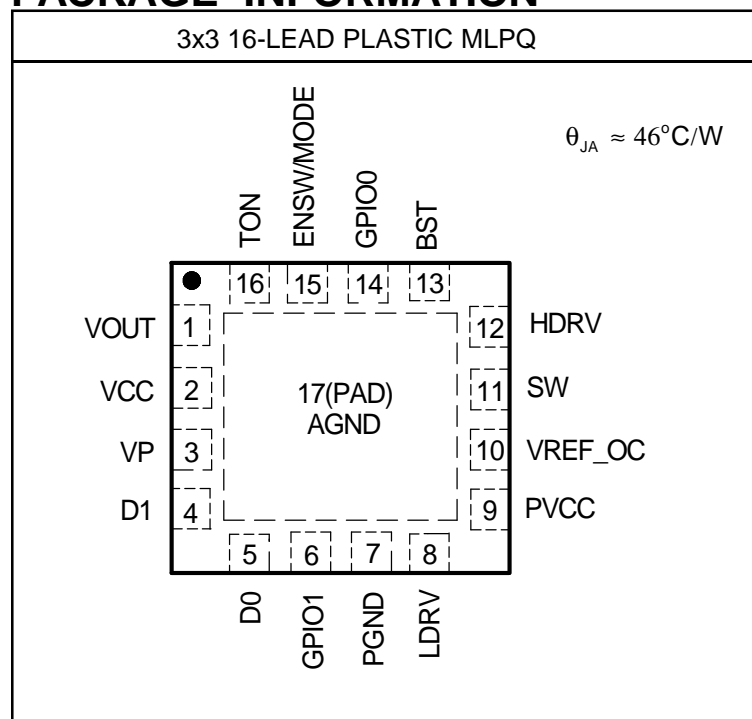 PACKAGE INFORMATION
3x3 16-LEAD PLASTIC MLPQ
θJA ≈ 46°C/W
TON
ENSW/MODE
GPIO0
BST
16
15
14
13
VOUT
1
VCC
2
VP
3
D1
4
17(PAD)
AGND
12
HDRV
11
SW
10
VREF_OC
9
PVCC
5
6
7
8
D0
GPIO1
PGND
LDRV